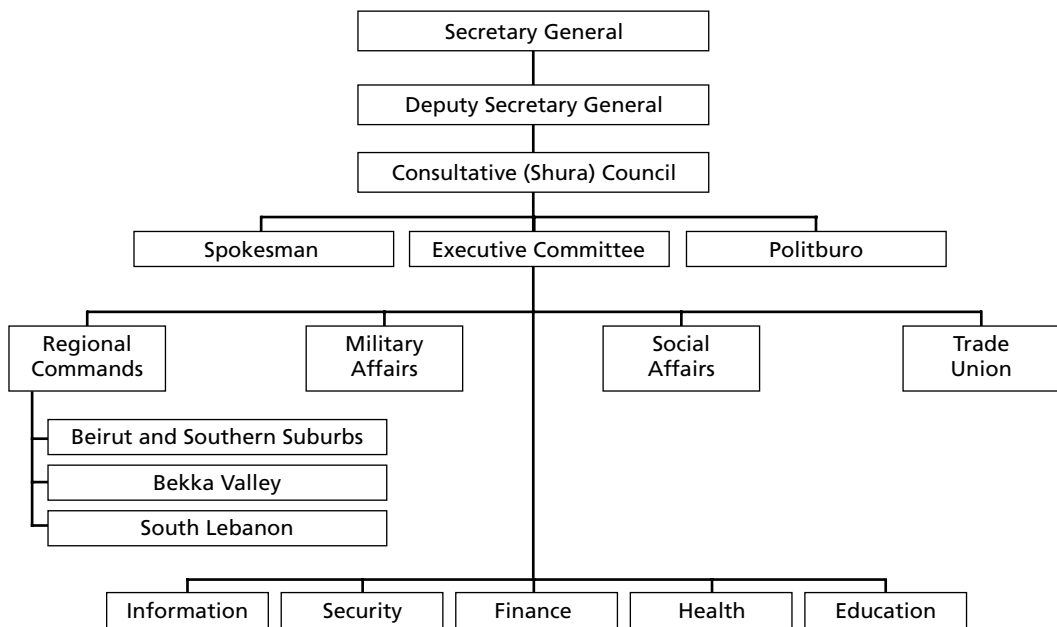 Secretary General
Deputy Secretary General
Consultative (Shura) Council
Spokesman
Executive Committee
Politburo
Regional
Commands
Military
Affairs
Social
Affairs
Trade
Union
Beirut and Southern Suburbs
Bekka Valley
South Lebanon
Information
Security
Finance
Health
Education